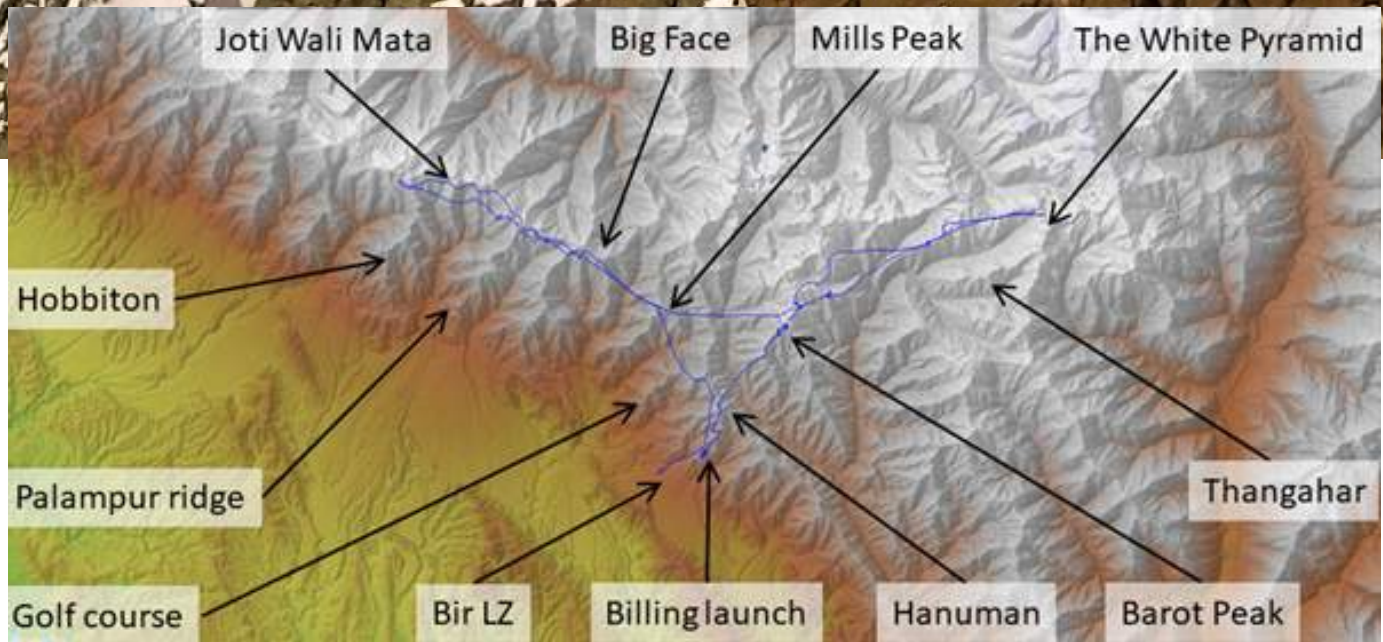 Joti Wali Mata
Big Face
Mills Peak
The White Pyramid
Hobbiton
Palampur ridge
Thangahar
Golf course
Bir LZ
Billing launch
Hanuman
Barot Peak